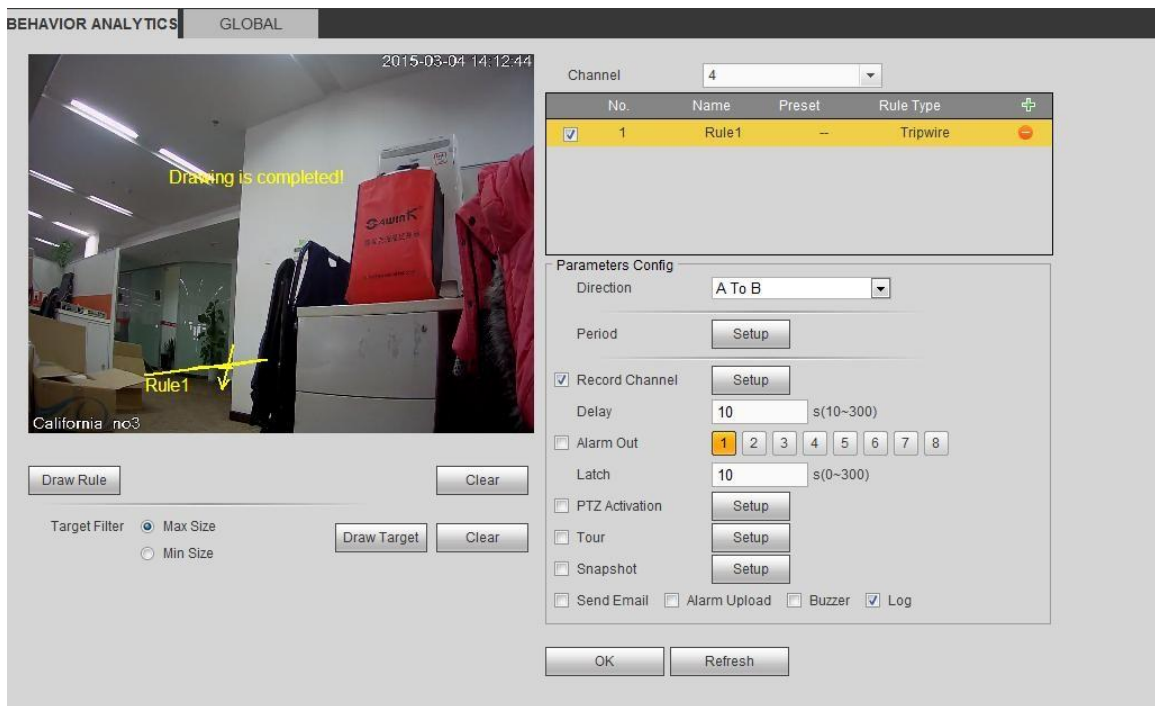 BEHAVIOR ANALYTICS GLOBAL
2015-03-04 14:12:44
Drawing is completed!
SAWINK
Rule1
California no3
Draw Rule Clear
Target Filter Max Size
Min Size
Draw Target Clear
Channel 4
No. Name Preset Rule Type
1 Rule1 -- Tripwire
Parameters Config
Direction A To B
Period Setup
Record Channel Setup
Delay 10 s(10~300)
Alarm Out 1 2 3 4 5 6 7 8
Latch 10 s(0~300)
PTZ Activation Setup
Tour Setup
Snapshot Setup
Send Email Alarm Upload Buzzer Log
OK Refresh